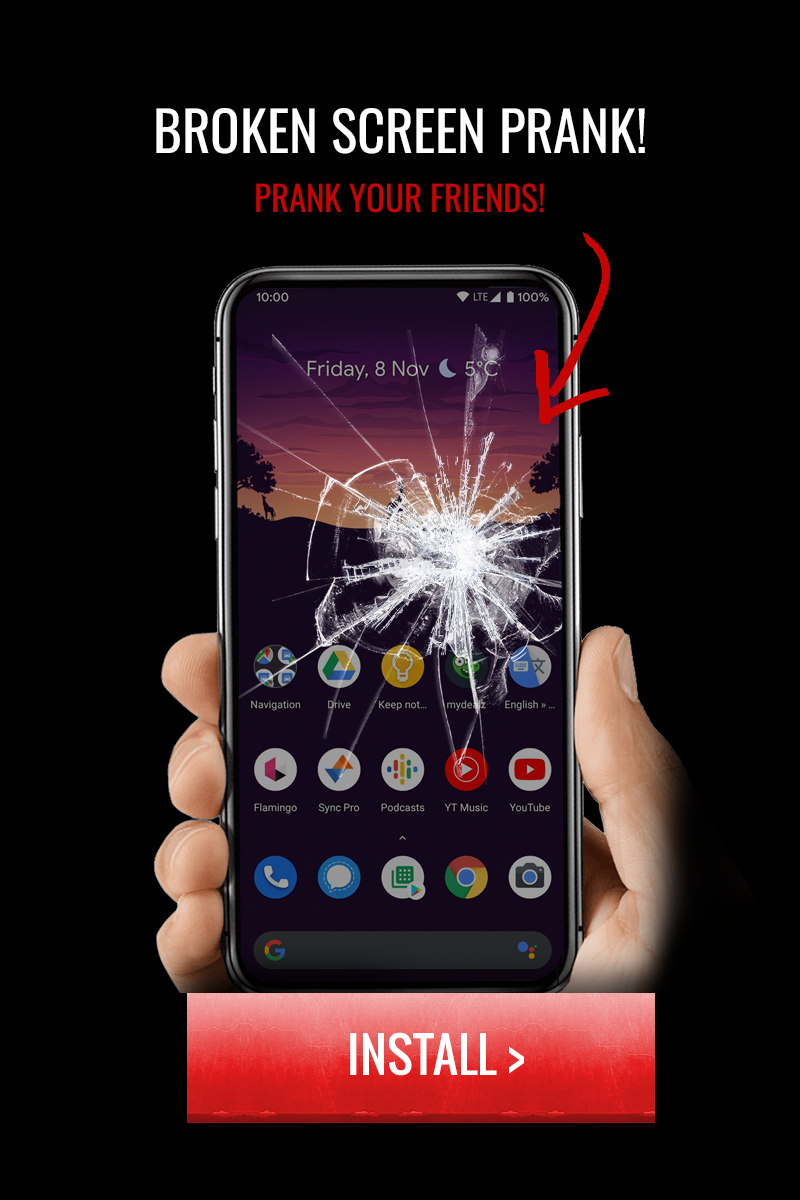 BROKEN SCREEN PRANK!
PRANK YOUR FRIENDS!
10:00 LTE 100%
Friday, 8 Nov 5°C
Navigation Drive Keep not... mydealz English » ...
Flamingo Sync Pro Podcasts YT Music YouTube
INSTALL >